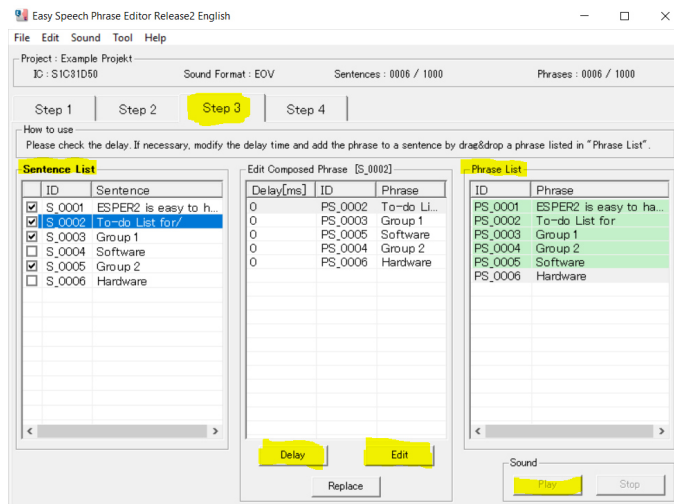 Easy Speech Phrase Editor Release2 English
File Edit Sound Tool Help
Project : Example Projekt
IC : S1C31D50 Sound Format : EOV Sentences : 0006 / 1000 Phrases : 0006 / 1000
Step 1 Step 2 Step 3 Step 4
How to use
Please check the delay. If necessary, modify the delay time and add the phrase to a sentence by drag&drop a phrase listed in "Phrase List".
Sentence List
ID Sentence
S_0001 ESPER2 is easy to h...
S_0002 To-do List for/
S_0003 Group 1
S_0004 Software
S_0005 Group 2
S_0006 Hardware
Edit Composed Phrase [S_0002]
Delay[ms] ID Phrase
0 PS_0002 To-do Li...
0 PS_0003 Group 1
0 PS_0005 Software
0 PS_0004 Group 2
0 PS_0006 Hardware
Delay Edit
Replace
Phrase List
ID Phrase
PS_0001 ESPER2 is easy to ha...
PS_0002 To-do List for
PS_0003 Group 1
PS_0004 Group 2
PS_0005 Software
PS_0006 Hardware
Sound
Play Stop